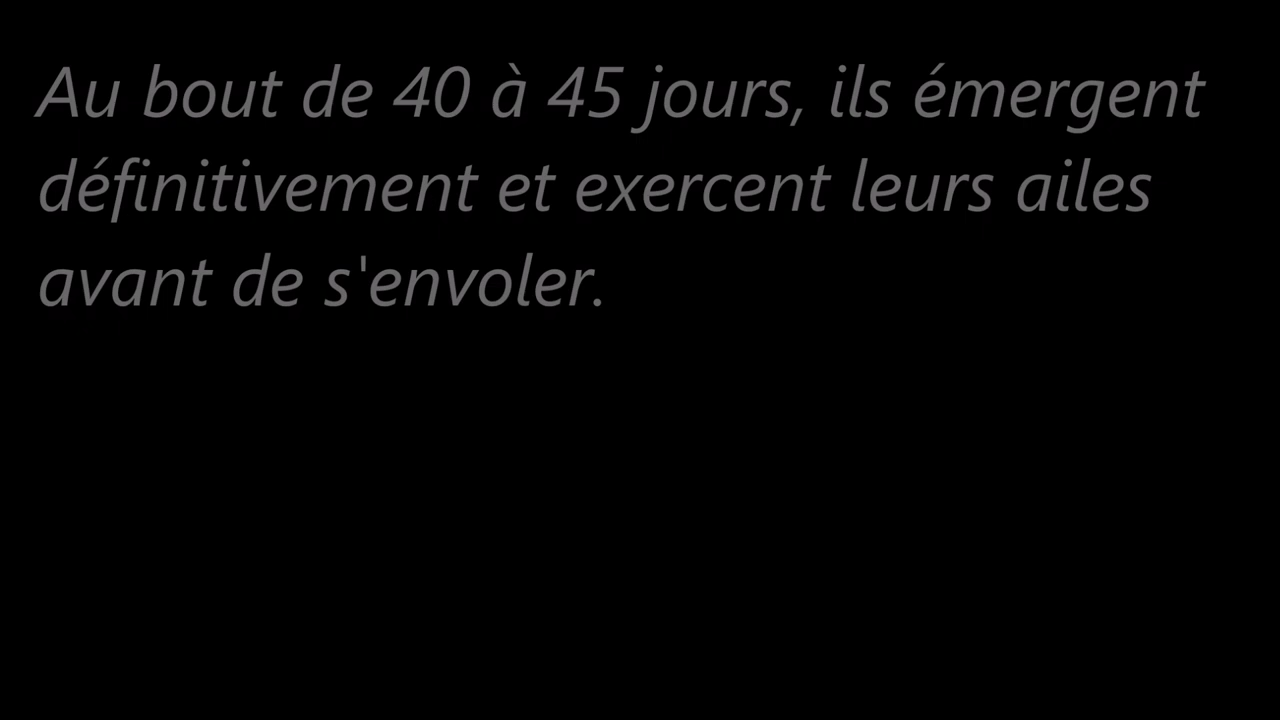 Au bout de 40 à 45 jours, ils émergent
définitivement et exercent leurs ailes
avant de s'envoler.